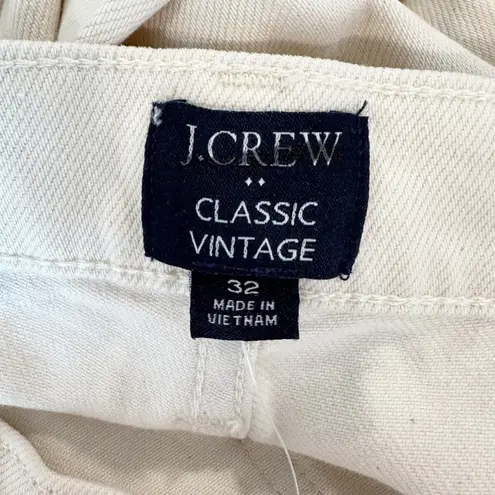 J.CREW
CLASSIC
VINTAGE
32
MADE IN
VIETNAM